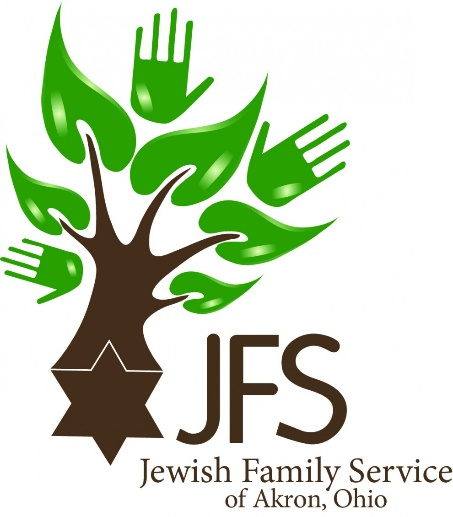 JFS
Jewish Family Service
of Akron, Ohio